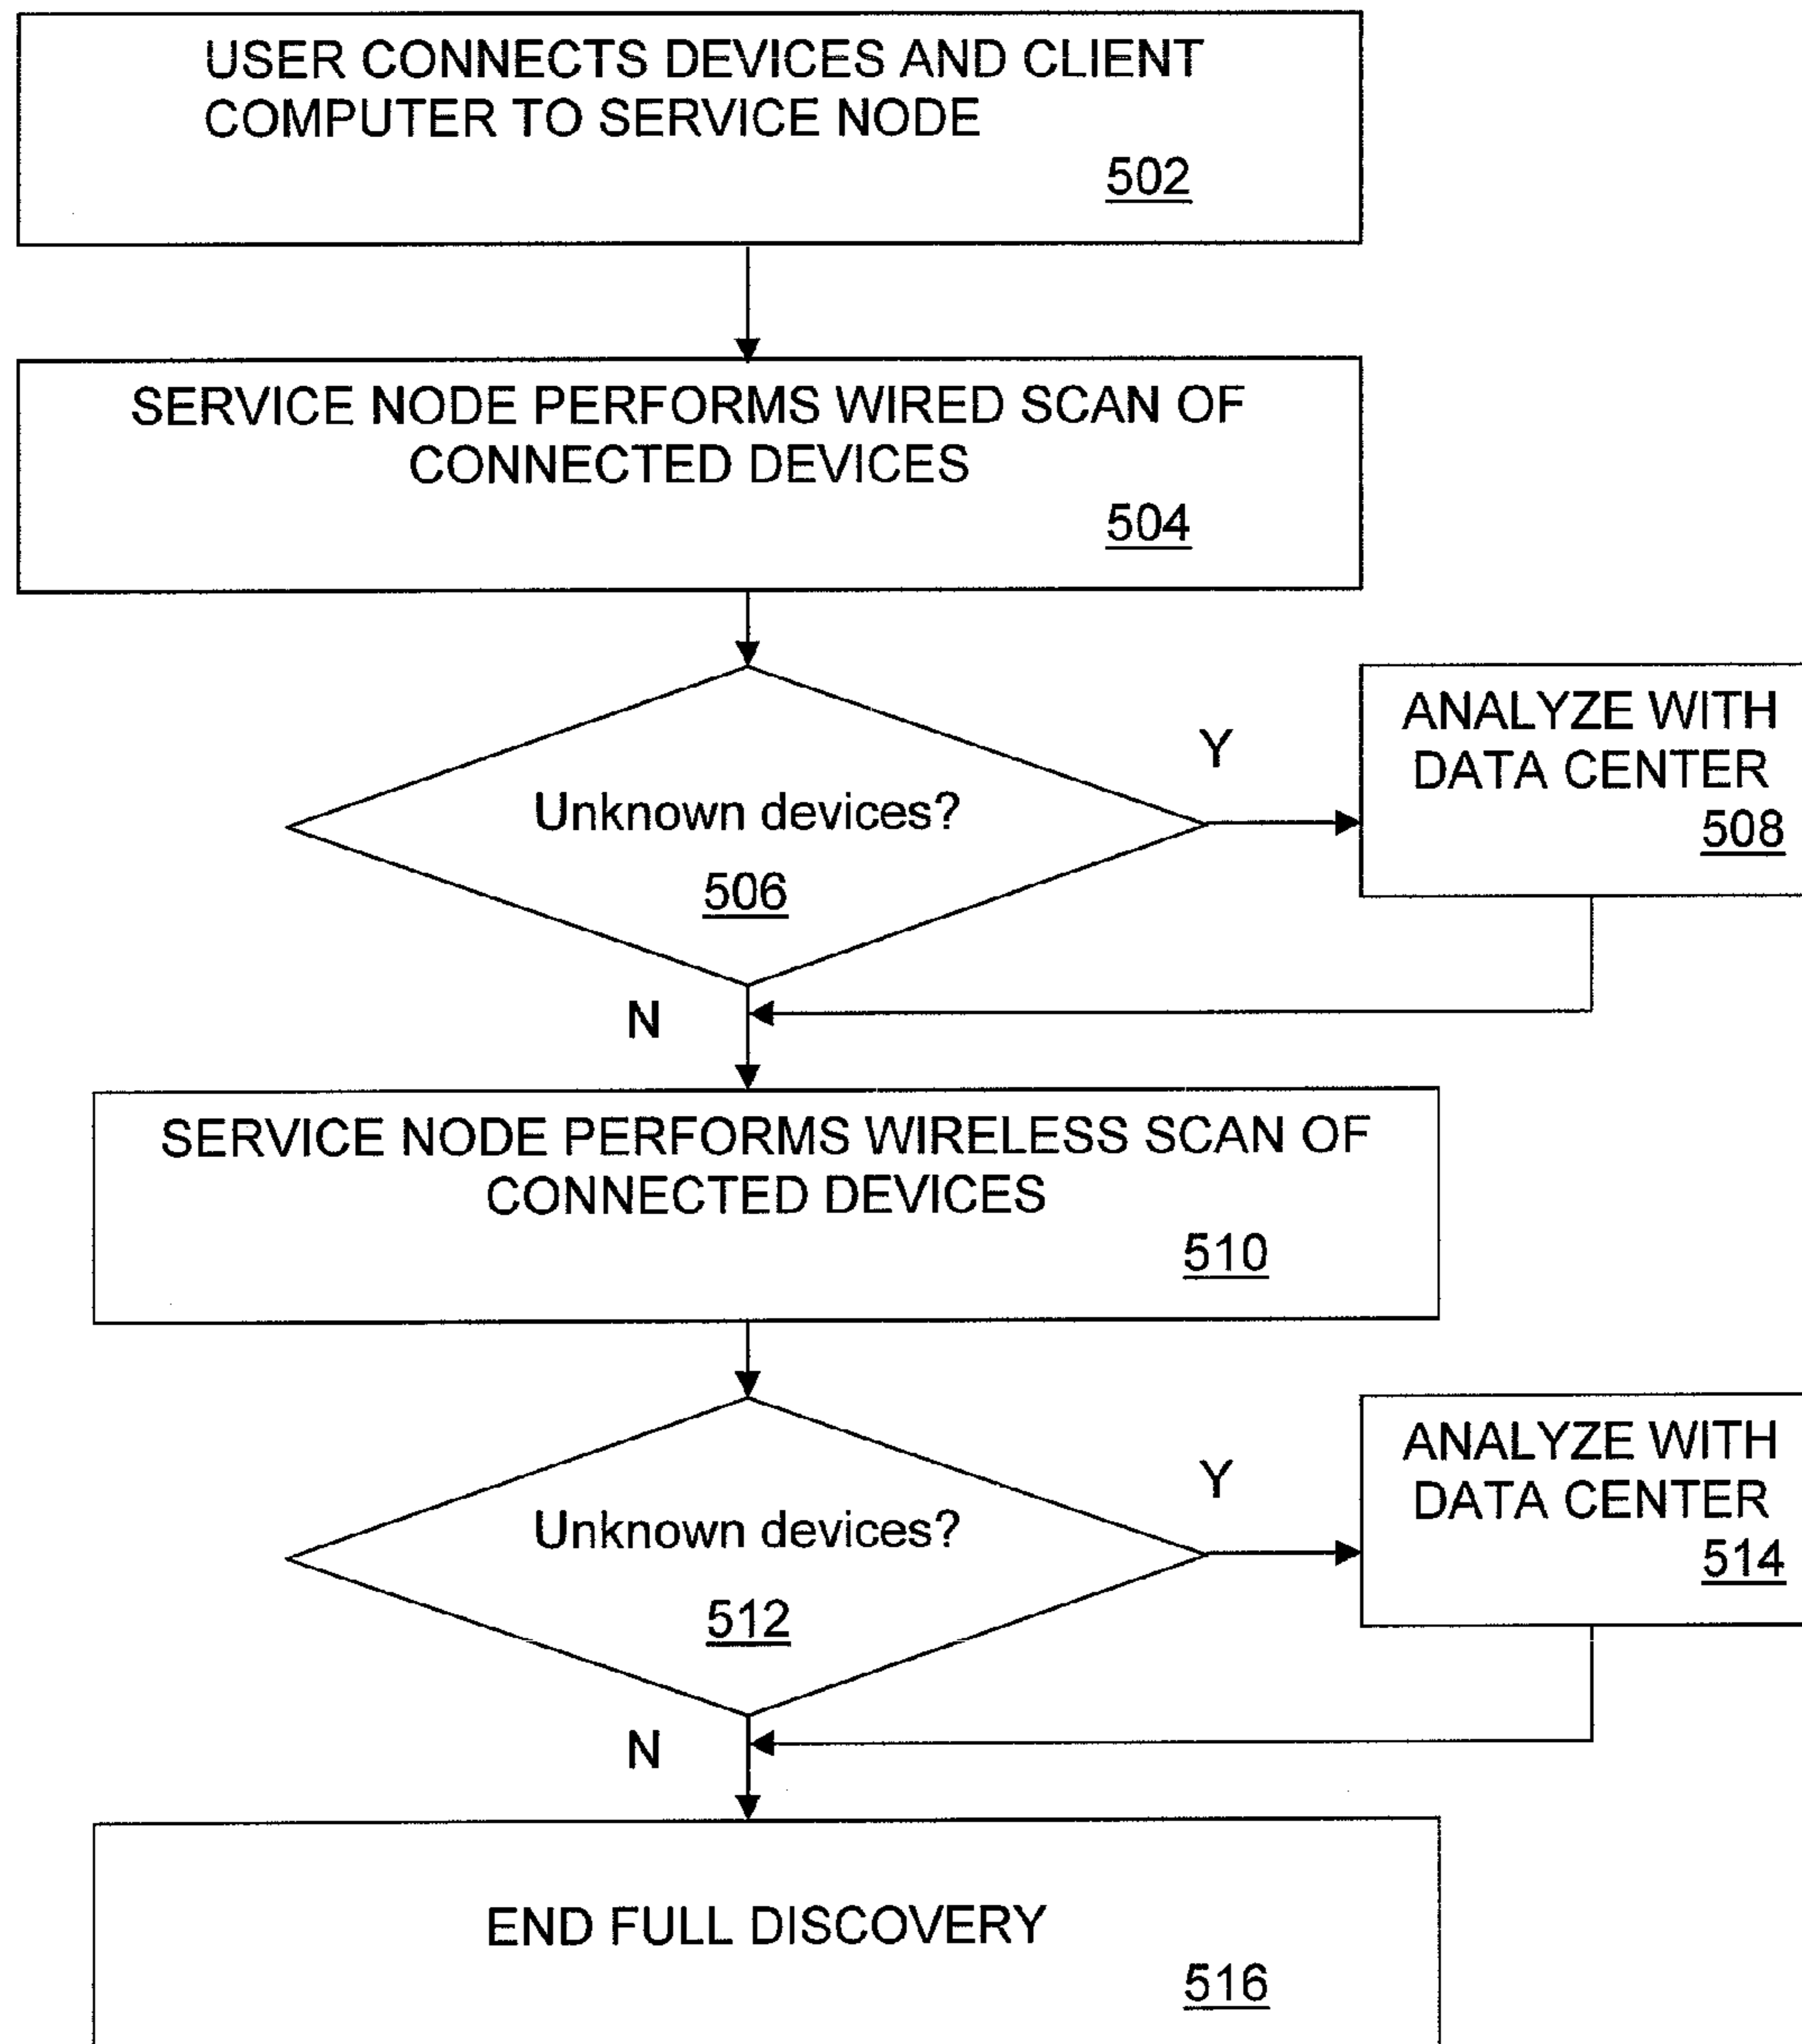 USER CONNECTS DEVICES AND CLIENT
COMPUTER TO SERVICE NODE
502
SERVICE NODE PERFORMS WIRED SCAN OF
CONNECTED DEVICES
504
Unknown devices?
506
Y
ANALYZE WITH
DATA CENTER
508
N
SERVICE NODE PERFORMS WIRELESS SCAN OF
CONNECTED DEVICES
510
Unknown devices?
512
Y
ANALYZE WITH
DATA CENTER
514
N
END FULL DISCOVERY
516